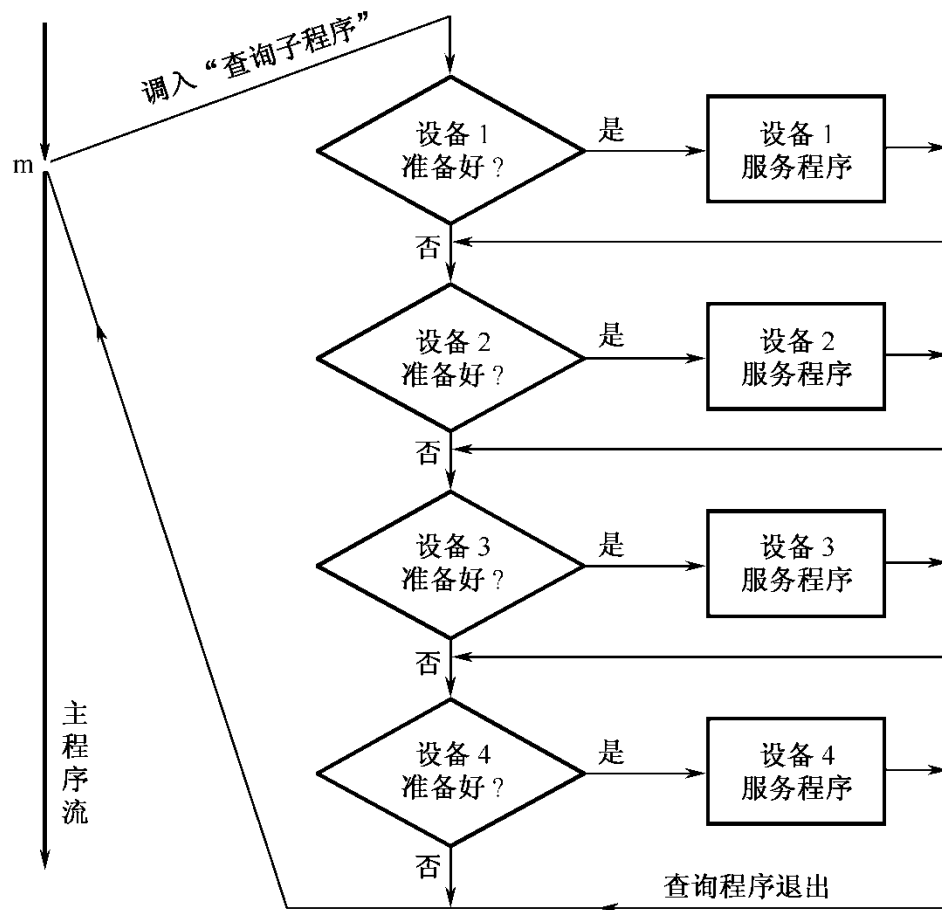 调入“查询子程序”
m
设备 1
准备好?
是
设备 1
服务程序
否
设备 2
准备好?
是
设备 2
服务程序
否
设备 3
准备好?
是
设备 3
服务程序
否
设备 4
准备好?
是
设备 4
服务程序
否
主程序流
查询程序退出